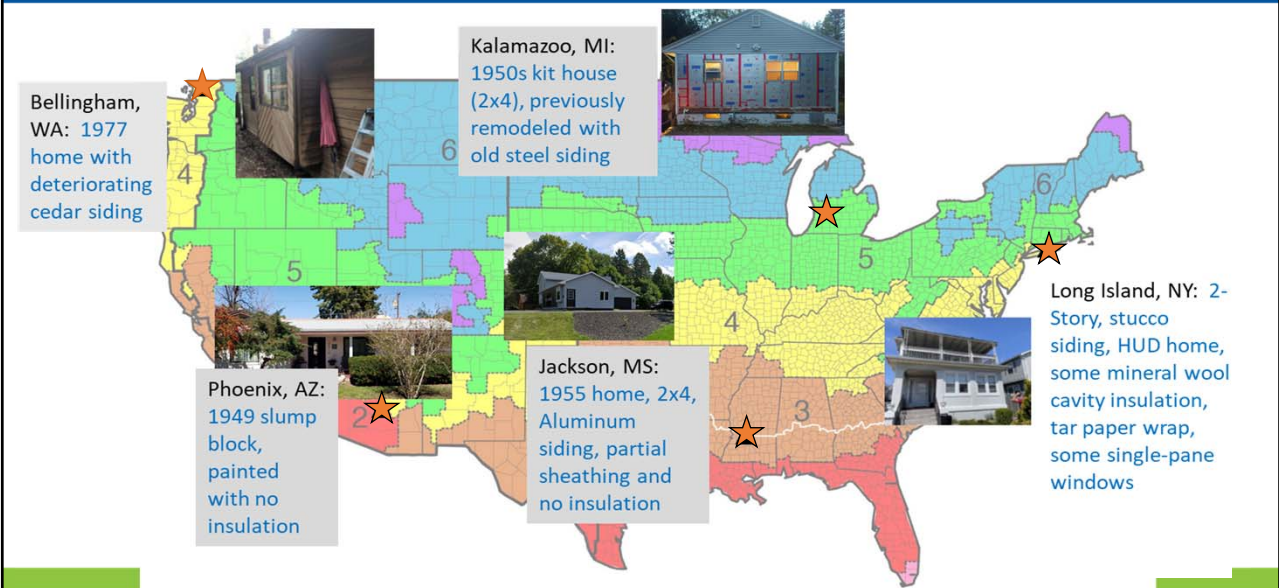 Kalamazoo, MI:
1950s kit house
(2x4), previously
remodeled with
old steel siding
Bellingham,
WA: 1977
home with
deteriorating
cedar siding
6
4
6
5
5
Long Island, NY: 2-
Story, stucco
siding, HUD home,
some mineral wool
cavity insulation,
tar paper wrap,
some single-pane
windows
4
Jackson, MS:
1955 home, 2x4,
Aluminum
siding, partial
sheathing and
no insulation
Phoenix, AZ:
1949 slump
block,
painted
with no
insulation
2
3